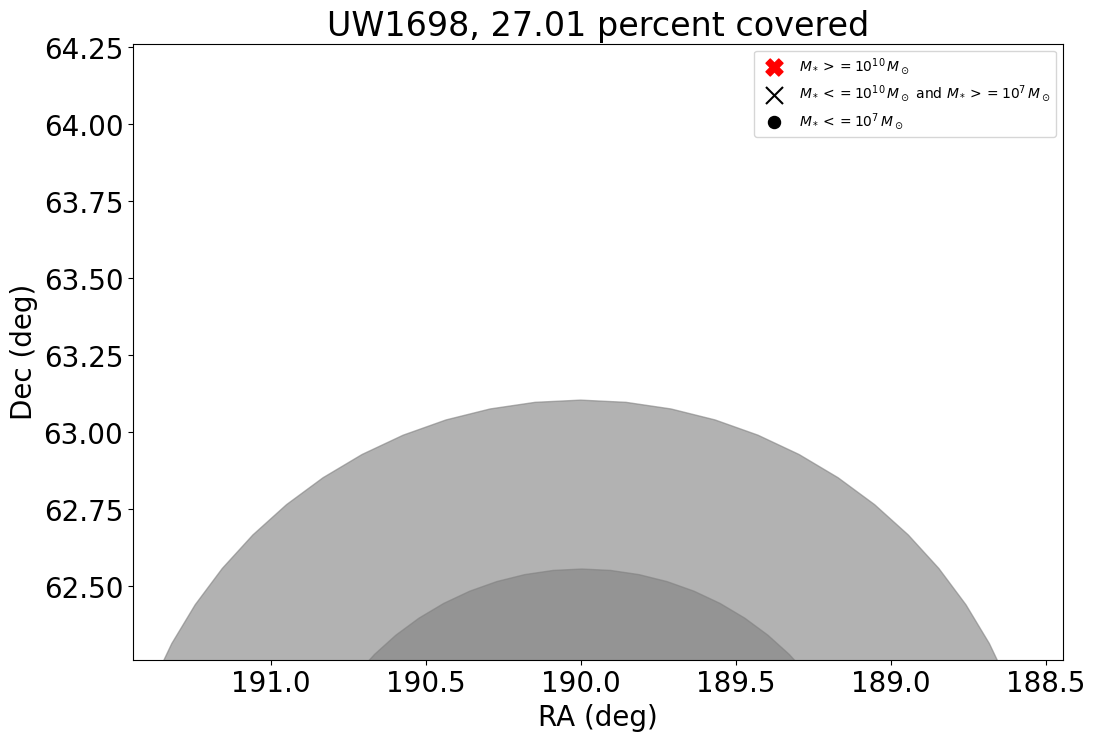 UW1698, 27.01 percent covered
64.25
64.00
63.75
63.50
63.25
63.00
62.75
62.50
Dec (deg)
M* >= 10^10 M⊙
M* <= 10^10 M⊙ and M* >= 10^7 M⊙
M* <= 10^7 M⊙
191.0 190.5 190.0 189.5 189.0 188.5
RA (deg)